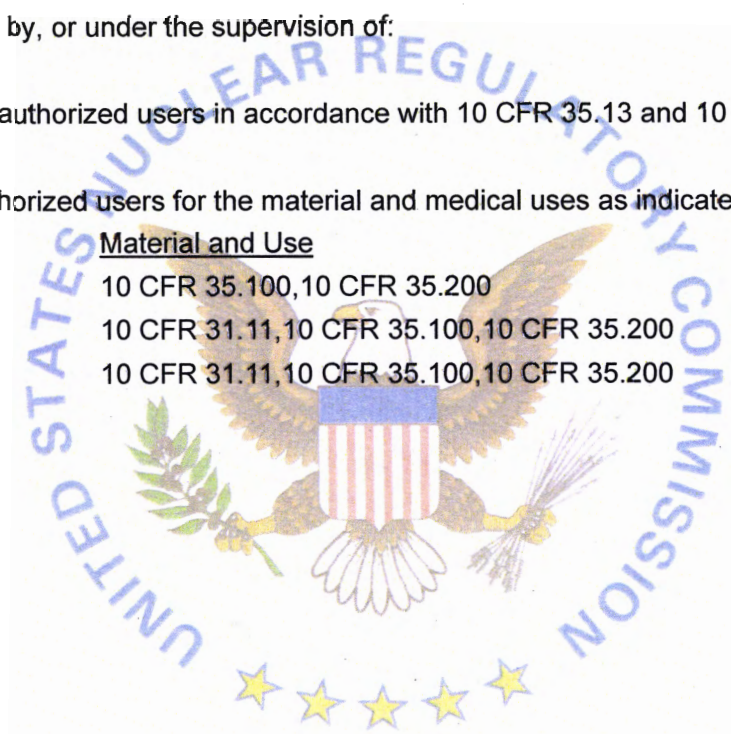 by, or under the supervision of:
authorized users in accordance with 10 CFR 35.13 and 10
horized users for the material and medical uses as indicate
Material and Use
10 CFR 35.100,10 CFR 35.200
10 CFR 31.11,10 CFR 35.100,10 CFR 35.200
10 CFR 31.11,10 CFR 35.100,10 CFR 35.200
UNITED STATES NUCLEAR REGULATORY COMMISSION